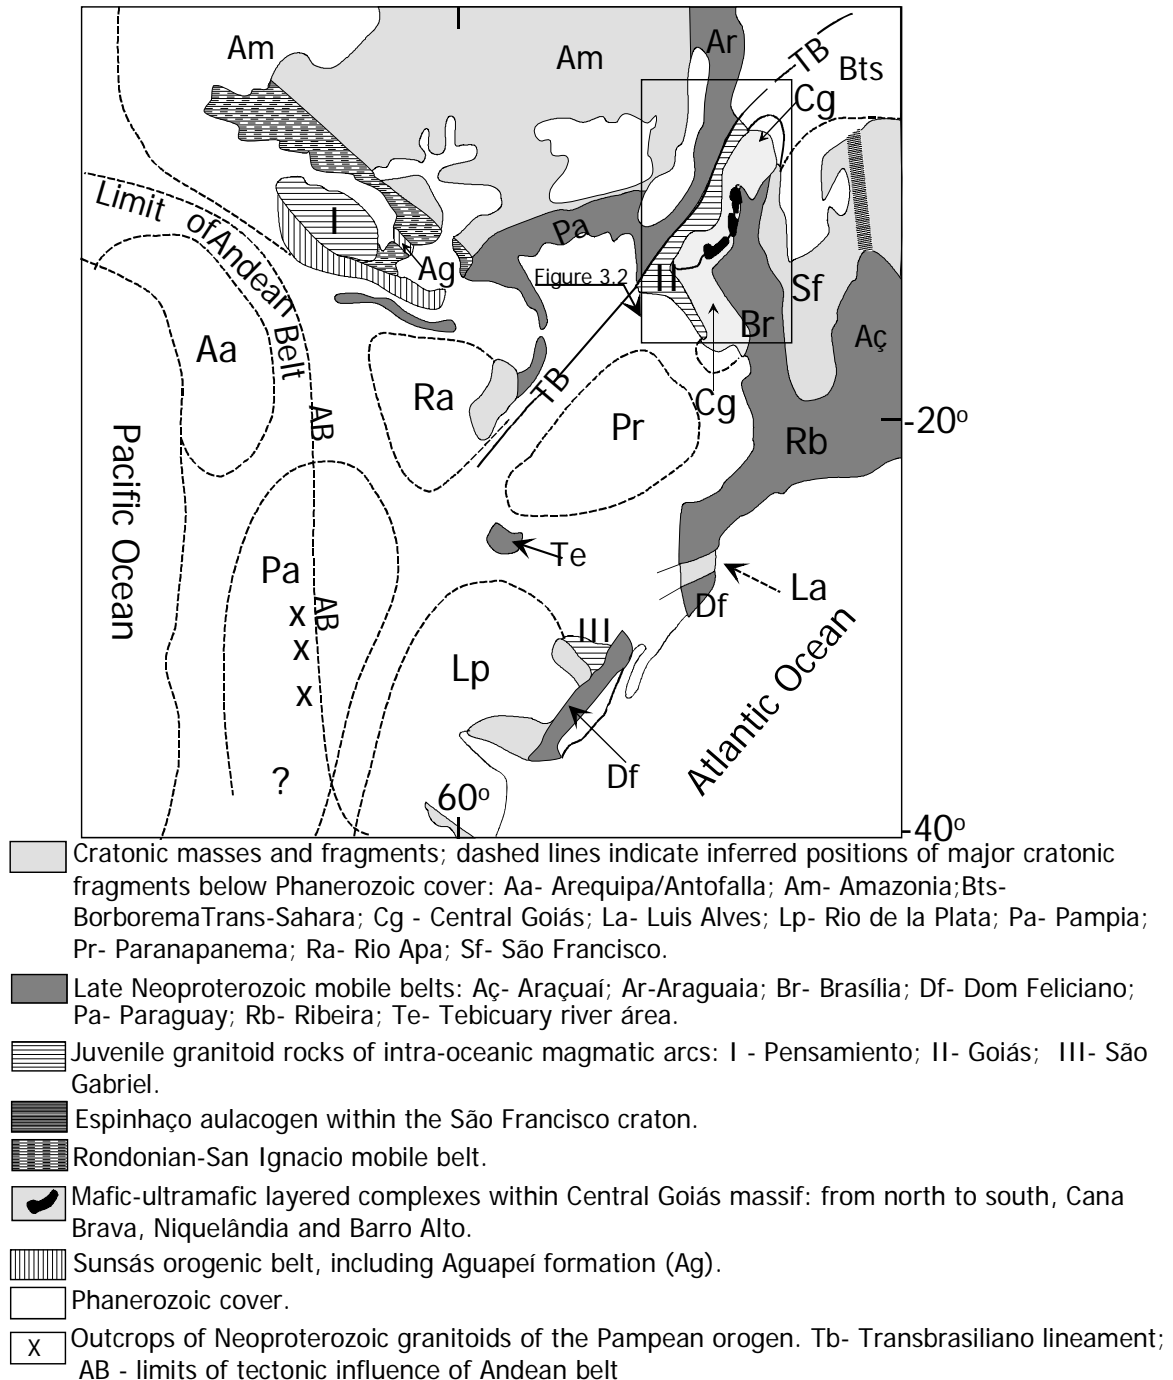 Am
Am
Ar
TB
Bts
Cg
Limit of Andean Belt
I
Ag
Pa
Figure 3.2
II
Sf
Br
Aç
Aa
AB
Ra
TB
Pr
Cg
-20º
Rb
Pacific Ocean
Te
La
Df
Pa
AB
X
X
X
III
Lp
Atlantic Ocean
?
Df
60º
-40º
Cratonic masses and fragments; dashed lines indicate inferred positions of major cratonic
fragments below Phanerozoic cover: Aa- Arequipa/Antofalla; Am- Amazonia;Bts-
BorboremaTrans-Sahara; Cg - Central Goiás; La- Luis Alves; Lp- Rio de la Plata; Pa- Pampia;
Pr- Paranapanema; Ra- Rio Apa; Sf- São Francisco.
Late Neoproterozoic mobile belts: Aç- Araçuaí; Ar-Araguaia; Br- Brasília; Df- Dom Feliciano;
Pa- Paraguay; Rb- Ribeira; Te- Tebicuary river área.
Juvenile granitoid rocks of intra-oceanic magmatic arcs: I - Pensamiento; II- Goiás; III- São
Gabriel.
Espinhaço aulacogen within the São Francisco craton.
Rondonian-San Ignacio mobile belt.
Mafic-ultramafic layered complexes within Central Goiás massif: from north to south, Cana
Brava, Niquelândia and Barro Alto.
Sunsás orogenic belt, including Aguapeí formation (Ag).
Phanerozoic cover.
X Outcrops of Neoproterozoic granitoids of the Pampean orogen. Tb- Transbrasiliano lineament;
AB - limits of tectonic influence of Andean belt